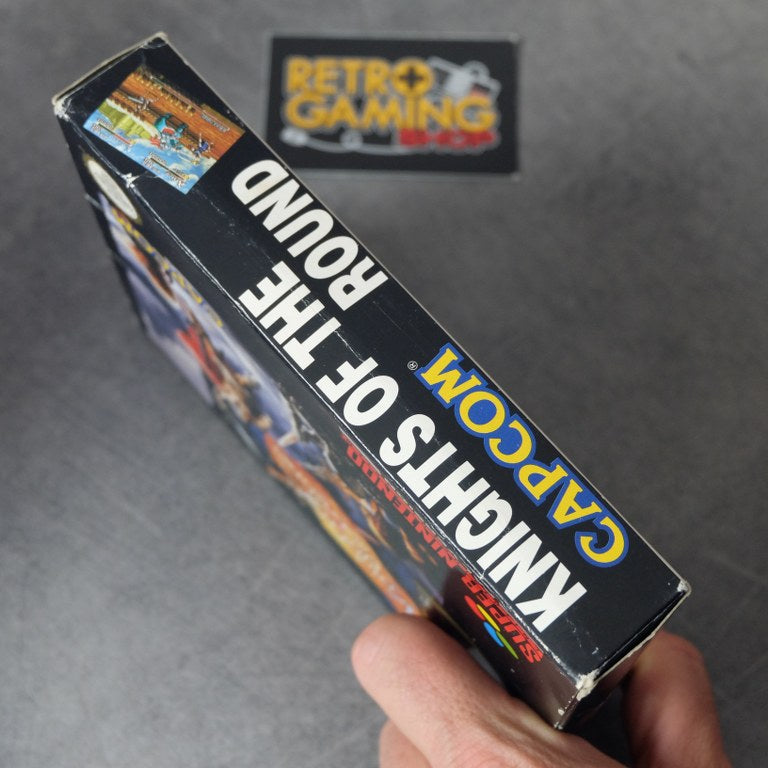 RETRO
GAMING
SHOP
KNIGHTS OF THE
ROUND
CAPCOM®
SUPER NINTENDO